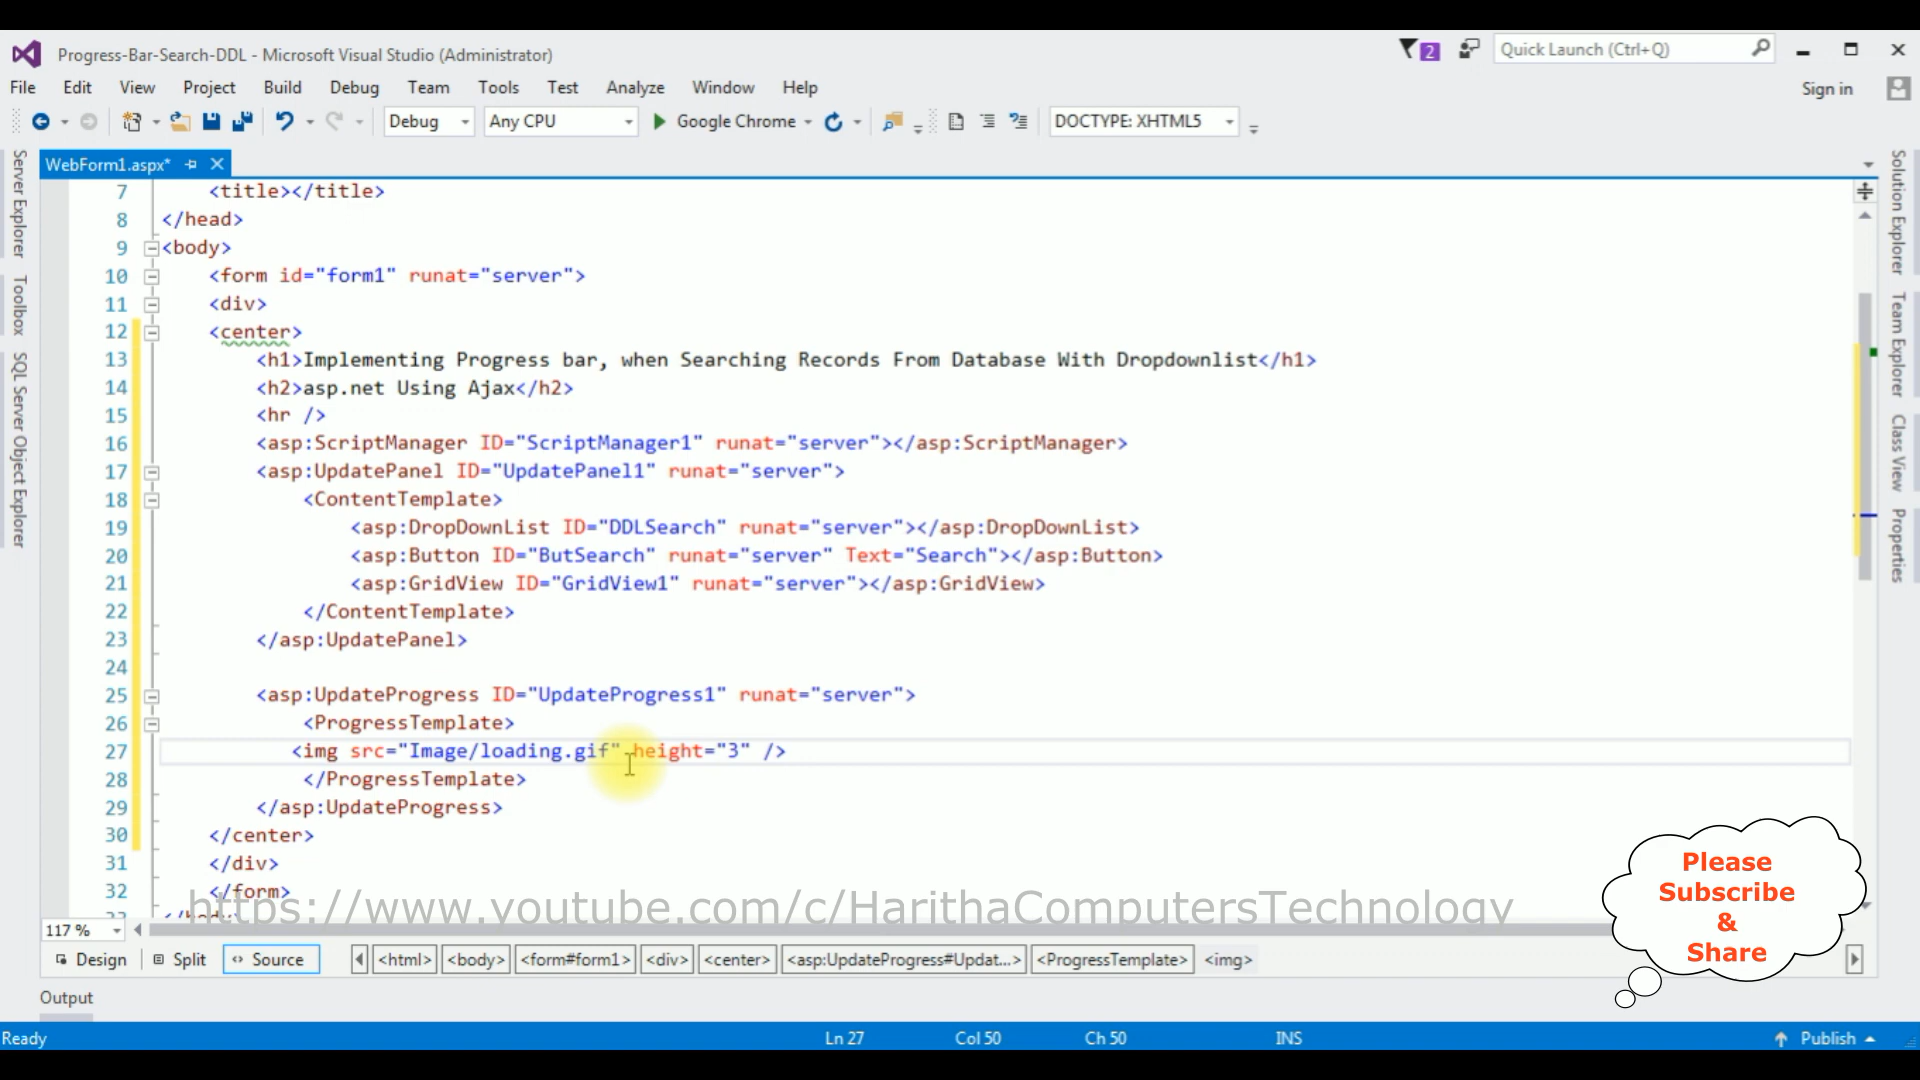 Progress-Bar-Search-DDL - Microsoft Visual Studio (Administrator)
2
Quick Launch (Ctrl+Q)
File Edit View Project Build Debug Team Tools Test Analyze Window Help
Sign in
Debug
Any CPU
Google Chrome
DOCTYPE: XHTML5
WebForm1.aspx*
Server Explorer
Toolbox
SQL Server Object Explorer
7 <title></title>
8 </head>
9 <body>
10 <form id="form1" runat="server">
11 <div>
12 <center>
13 <h1>Implementing Progress bar, when Searching Records From Database With Dropdownlist</h1>
14 <h2>asp.net Using Ajax</h2>
15 <hr />
16 <asp:ScriptManager ID="ScriptManager1" runat="server"></asp:ScriptManager>
17 <asp:UpdatePanel ID="UpdatePanel1" runat="server">
18 <ContentTemplate>
19 <asp:DropDownList ID="DDLSearch" runat="server"></asp:DropDownList>
20 <asp:Button ID="ButSearch" runat="server" Text="Search"></asp:Button>
21 <asp:GridView ID="GridView1" runat="server"></asp:GridView>
22 </ContentTemplate>
23 </asp:UpdatePanel>
24
25 <asp:UpdateProgress ID="UpdateProgress1" runat="server">
26 <ProgressTemplate>
27 <img src="Image/loading.gif" height="3" />
28 </ProgressTemplate>
29 </asp:UpdateProgress>
30 </center>
31 </div>
32 </form>
https://www.youtube.com/c/HarithaComputersTechnology
Solution Explorer
Team Explorer
Class View
Properties
Please
Subscribe
&
Share
117 %
Design Split Source <html> <body> <form#form1> <div> <center> <asp:UpdateProgress#Updat...> <ProgressTemplate> <img>
Output
Ready Ln 27 Col 50 Ch 50 INS Publish